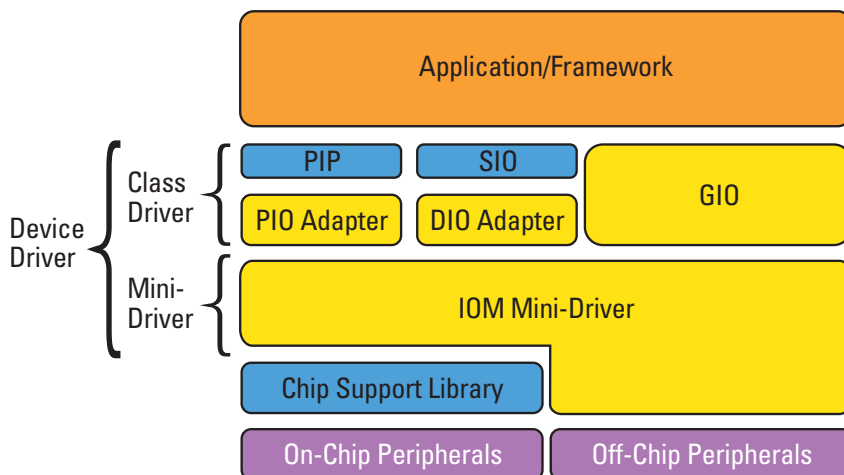 Application/Framework
PIP
SIO
GIO
Class
Driver
PIO Adapter
DIO Adapter
Device
Driver
Mini-
Driver
IOM Mini-Driver
Chip Support Library
On-Chip Peripherals
Off-Chip Peripherals